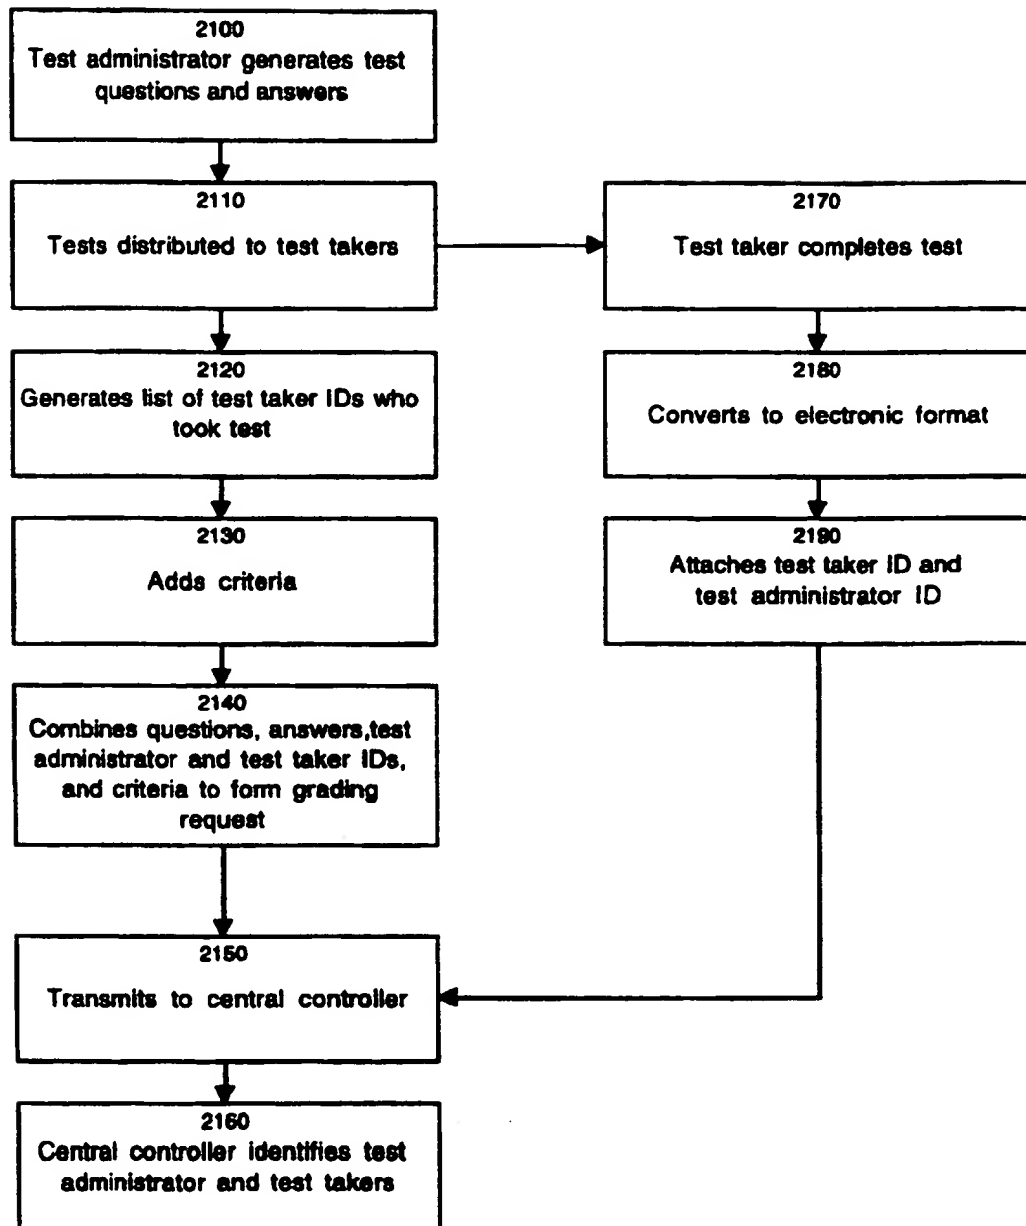 2100
Test administrator generates test
questions and answers
2110
Tests distributed to test takers
2120
Generates list of test taker IDs who
took test
2130
Adds criteria
2140
Combines questions, answers,test
administrator and test taker IDs,
and criteria to form grading
request
2150
Transmits to central controller
2160
Central controller identifies test
administrator and test takers
2170
Test taker completes test
2180
Converts to electronic format
2190
Attaches test taker ID and
test administrator ID